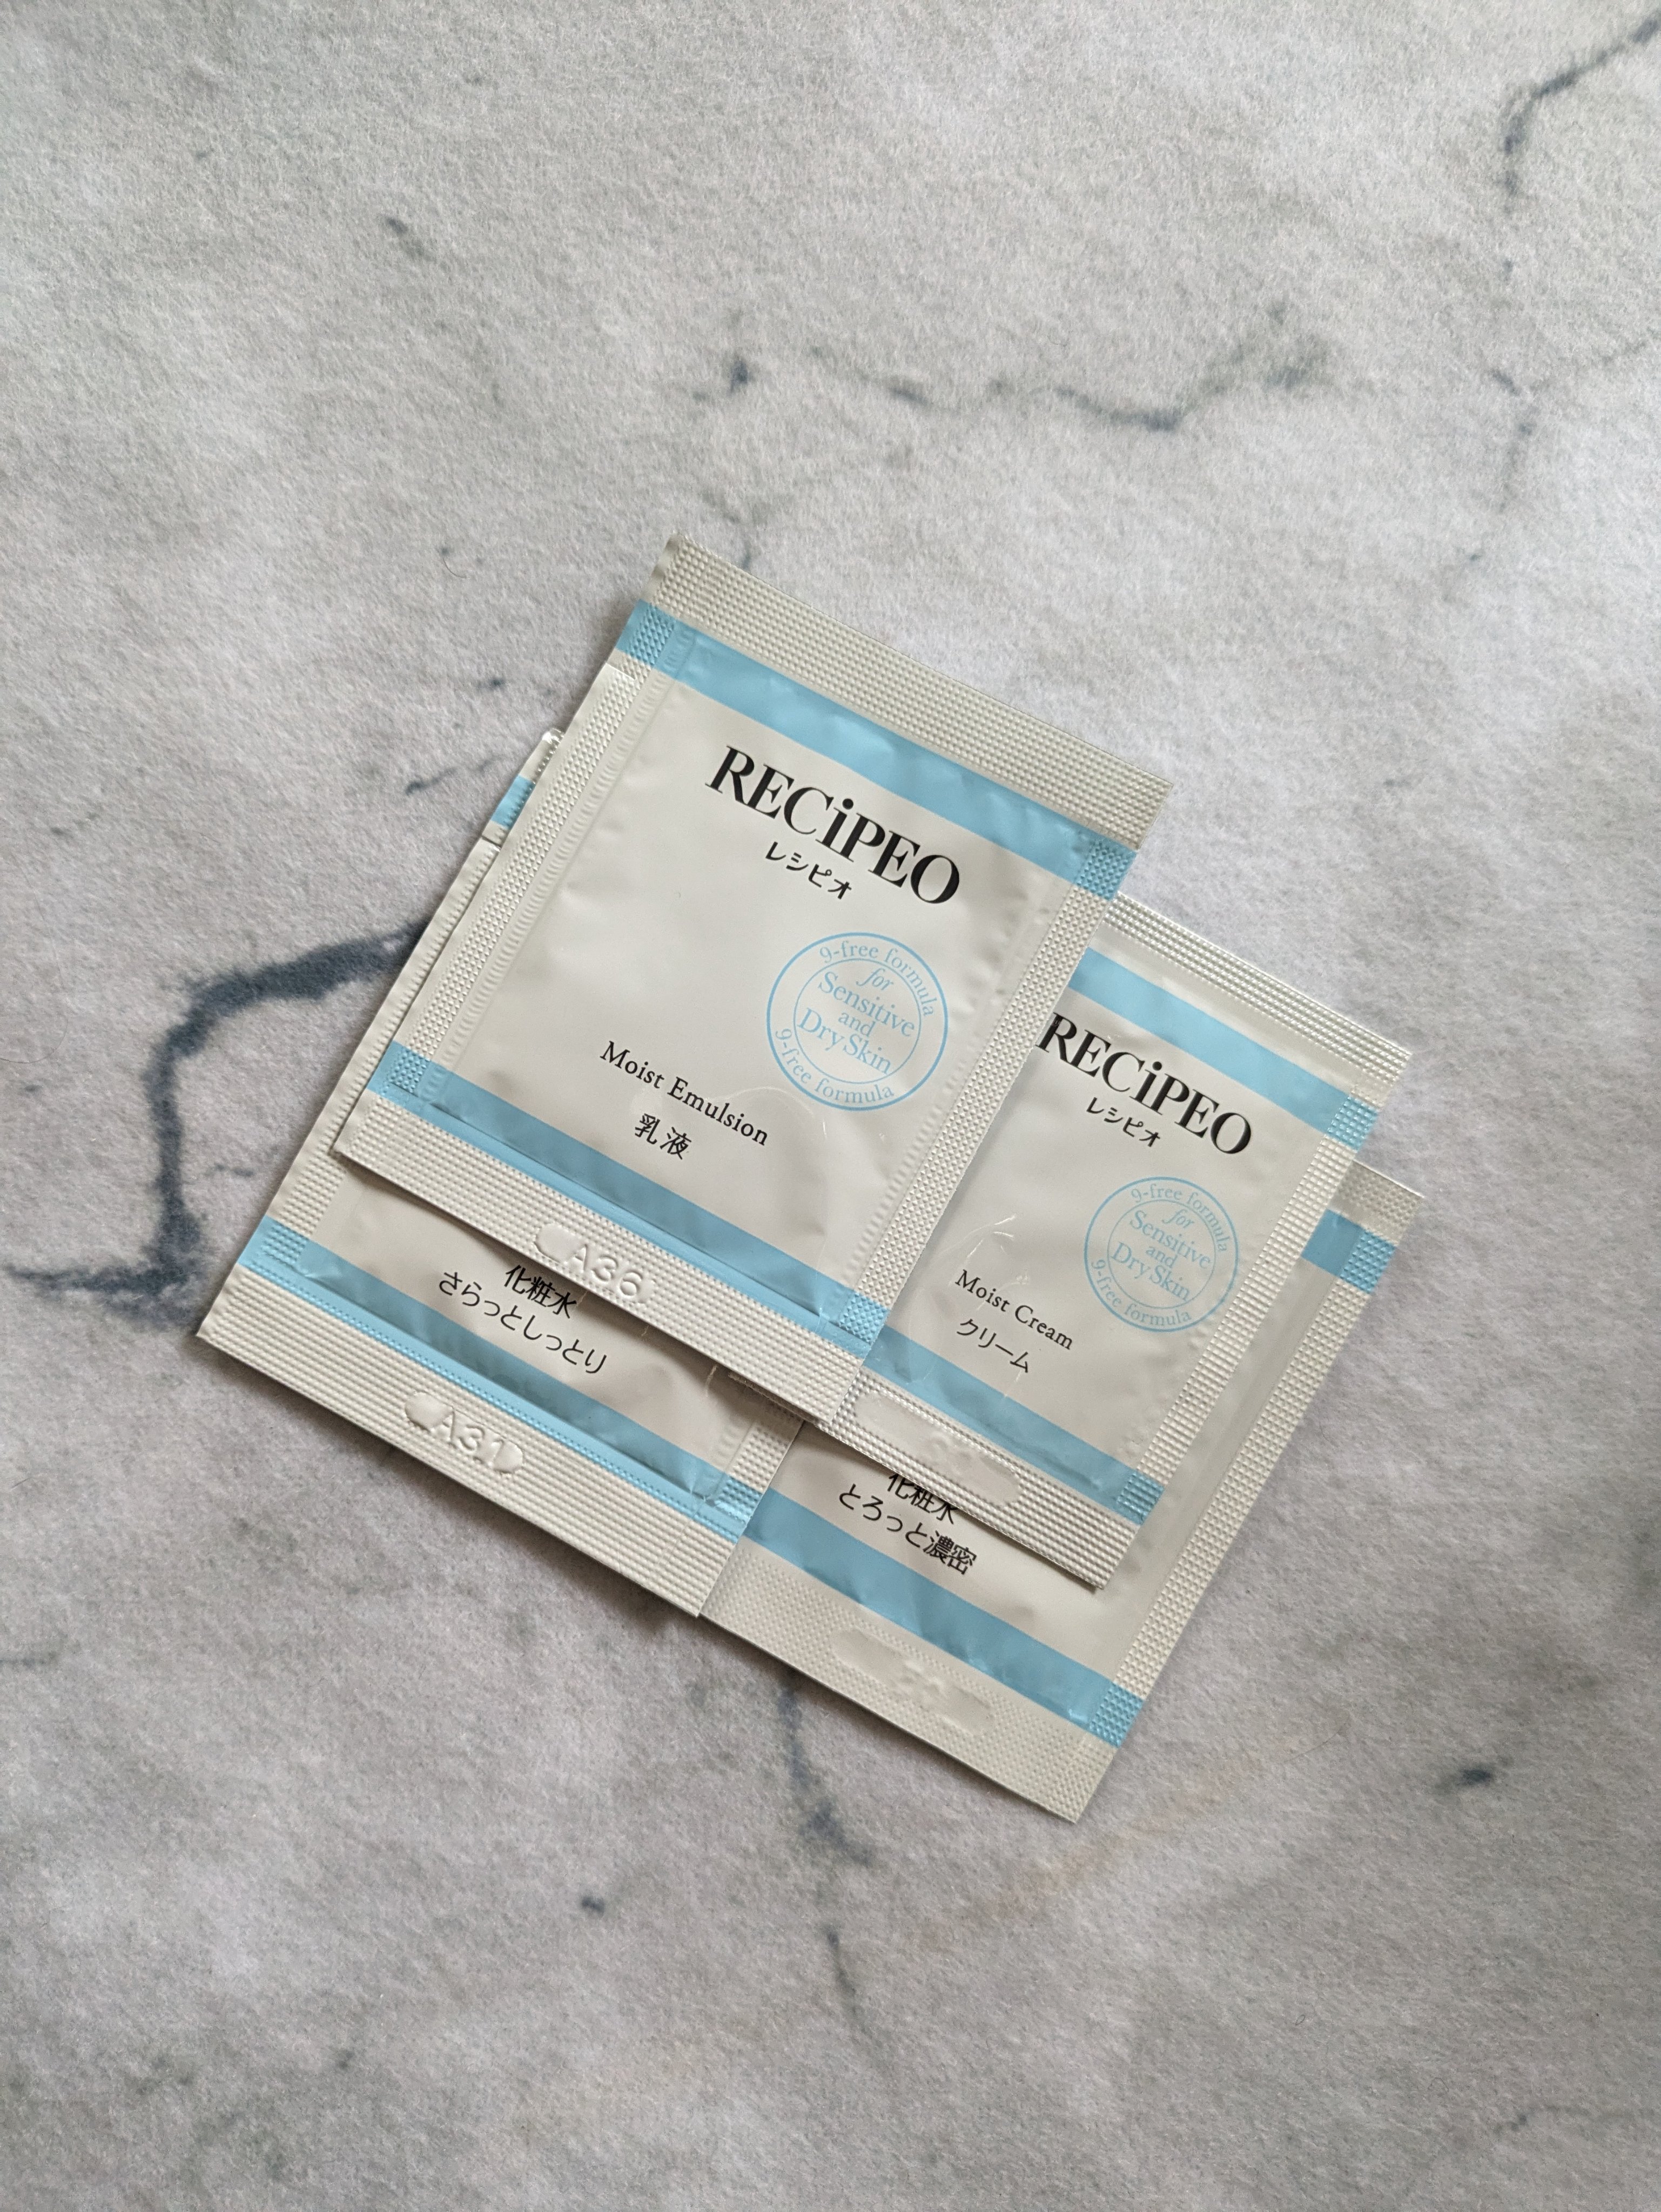 RECiPEO
レシピオ
9-free formula
for
Sensitive
and
Dry Skin
9-free formula
Moist Emulsion
乳液
CA36
RECiPEO
レシピオ
9-free formula
for
Sensitive
and
Dry Skin
9-free formula
Moist Cream
クリーム
化粧水
さらっとしっとり
CA31
化粧水
とろっと濃密